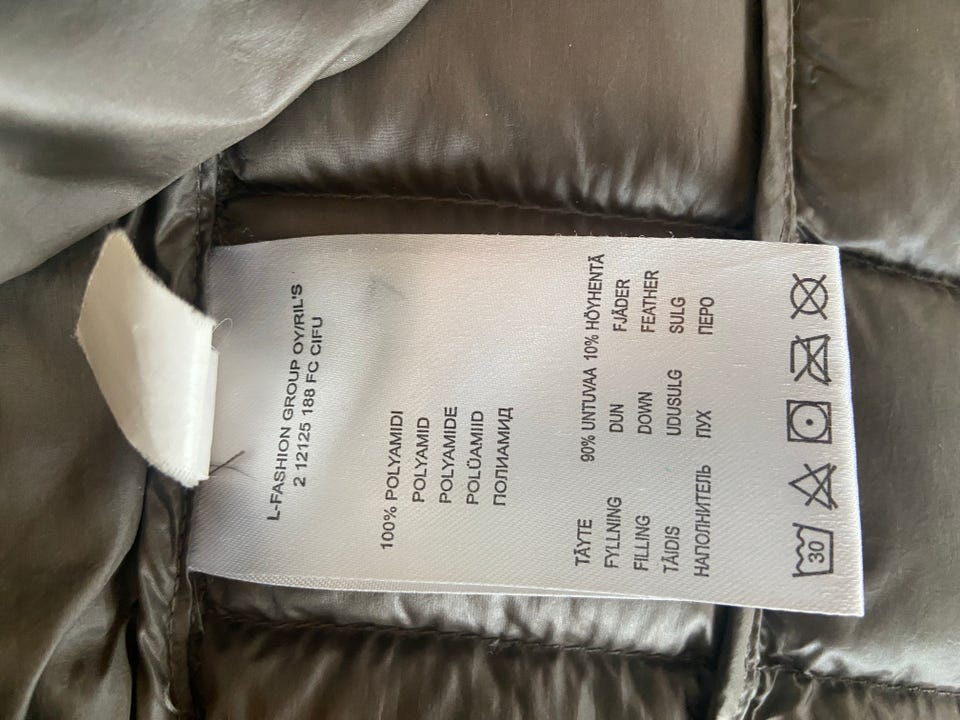 L-FASHION GROUP OY/RIL'S
2 12125 188 FC CIFU
100% POLYAMIDI
POLYAMID
POLYAMIDE
POLÜAMIID
ПОЛИАМИД
TÄYTE 90% UNTUVAA 10% HÖYHENTÄ
FYLLNING DUN FJÄDER
FILLING DOWN FEATHER
TÄIDIS UDUSULG SULG
НАПОЛНИТЕЛЬ ПУХ ПЕРО
30